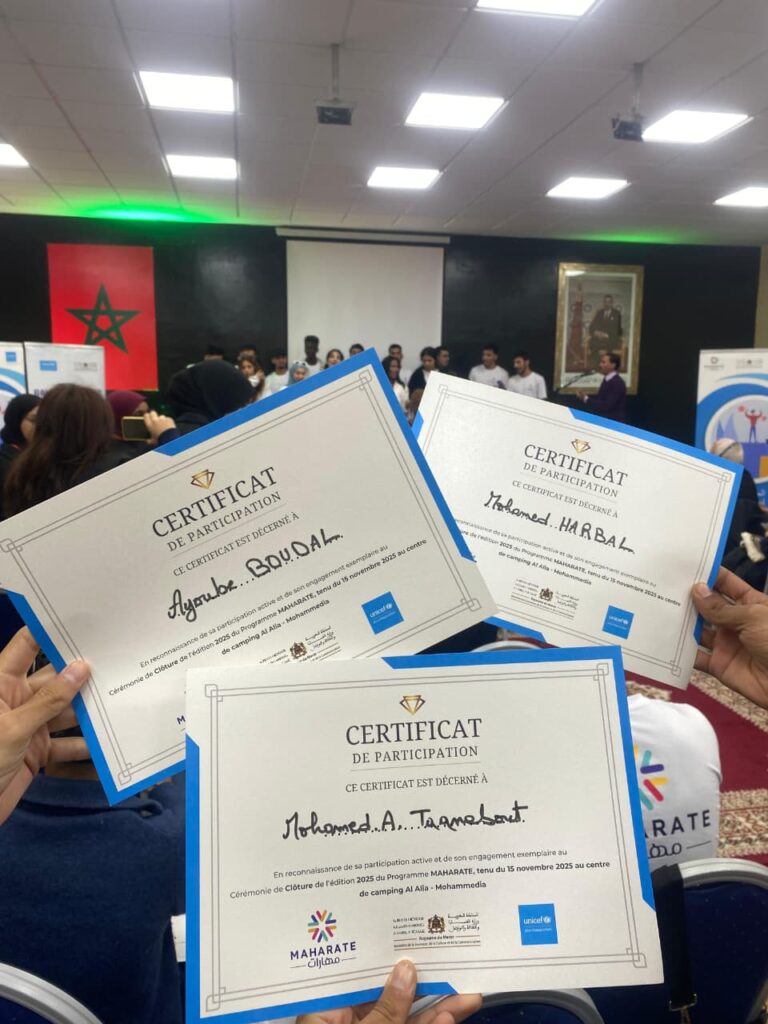 CERTIFICAT
DE PARTICIPATION
CE CERTIFICAT EST DÉCERNÉ À
Ayoube BOUDAL
En reconnaissance de sa participation active et de son engagement exemplaire au
Cérémonie de Clôture de l'édition 2025 du Programme MAHARATE, tenu du 15 novembre 2025 au centre
de camping Al Alia - Mohammedia
unicef
CERTIFICAT
DE PARTICIPATION
CE CERTIFICAT EST DÉCERNÉ À
Mohamed HARBAL
reconnaissance de sa participation active et de son engagement exemplaire au
de Clôture de l'édition 2025 du Programme MAHARATE, tenu du 15 novembre 2025 au centre
de camping Al Alia - Mohammedia
unicef
CERTIFICAT
DE PARTICIPATION
CE CERTIFICAT EST DÉCERNÉ À
Mohamed A. Taanabout
En reconnaissance de sa participation active et de son engagement exemplaire au
Cérémonie de Clôture de l'édition 2025 du Programme MAHARATE, tenu du 15 novembre 2025 au centre
de camping Al Alia - Mohammedia
MAHARATE
مهارات
Royaume du Maroc
unicef
ARATE